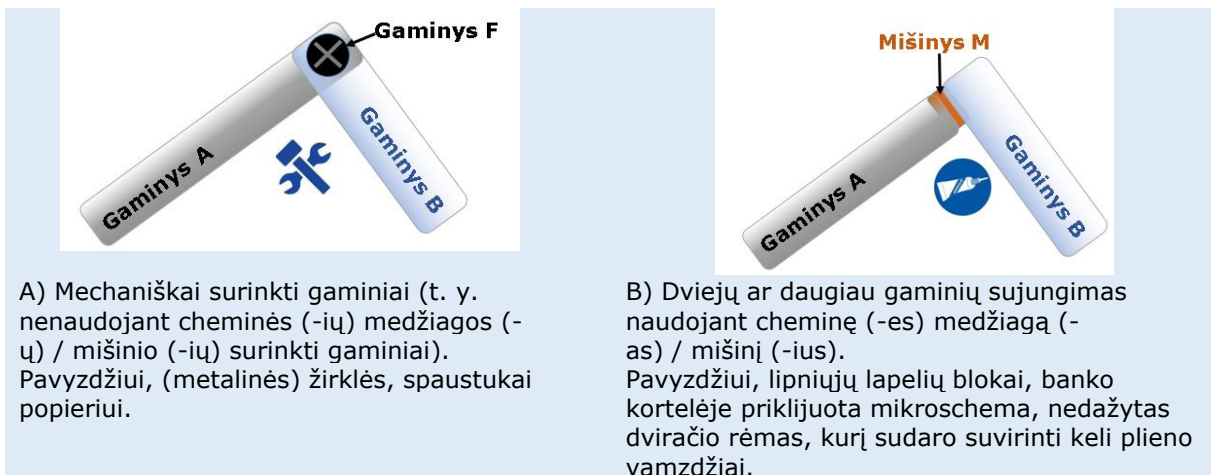 Gaminys F
Gaminys A
Gaminys B
A) Mechaniškai surinkti gaminiai (t. y.
nenaudojant cheminės (-ių) medžiagos (-
ų) / mišinio (-ių) surinkti gaminiai).
Pavyzdžiui, (metalinės) žirklės, spaustukai
popieriui.
Mišinys M
Gaminys A
Gaminys B
B) Dviejų ar daugiau gaminių sujungimas
naudojant cheminę (-es) medžiagą (-
as) / mišinį (-ius).
Pavyzdžiui, lipniųjų lapelių blokai, banko
kortelėje priklijuota mikroschema, nedažytas
dviračio rėmas, kurį sudaro suvirinti keli plieno
vamzdžiai.